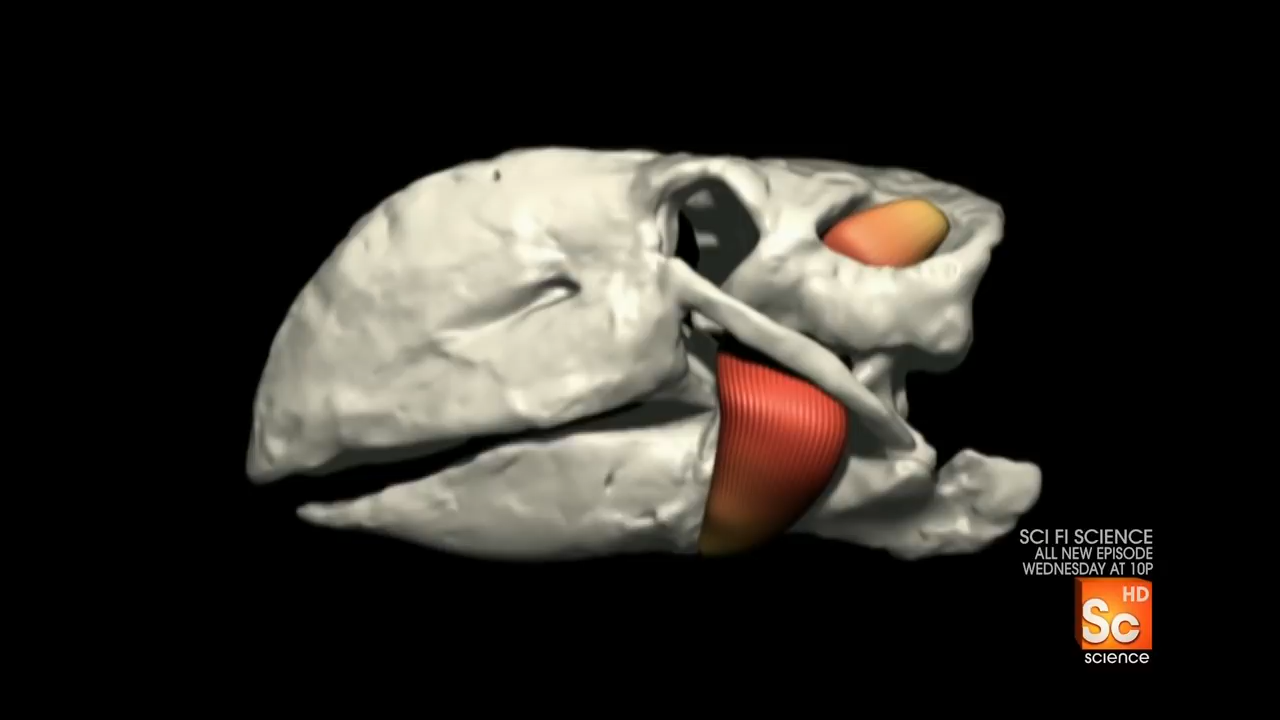 SCI FI SCIENCE
ALL NEW EPISODE
WEDNESDAY AT 10P
HD
Sc
science